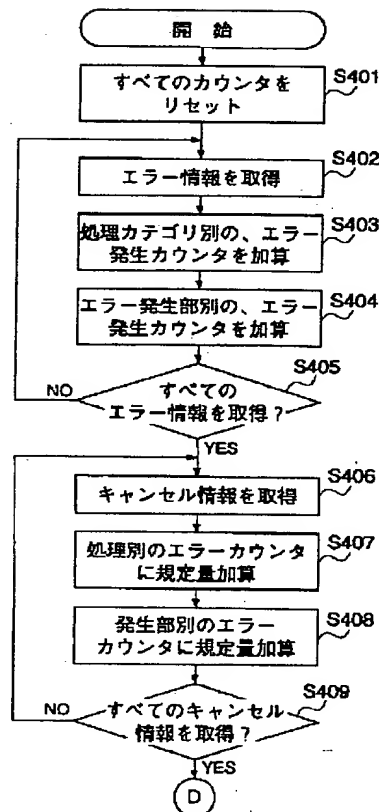 開 始
すべてのカウンタを
リセット
S401
エラー情報を取得
S402
処理カテゴリ別の、エラー
発生カウンタを加算
S403
エラー発生部別の、エラー
発生カウンタを加算
S404
すべての
エラー情報を取得?
S405
NO
YES
キャンセル情報を取得
S406
処理別のエラーカウンタ
に規定量加算
S407
発生部別のエラー
カウンタに規定量加算
S408
すべてのキャンセル
情報を取得?
S409
NO
YES
D